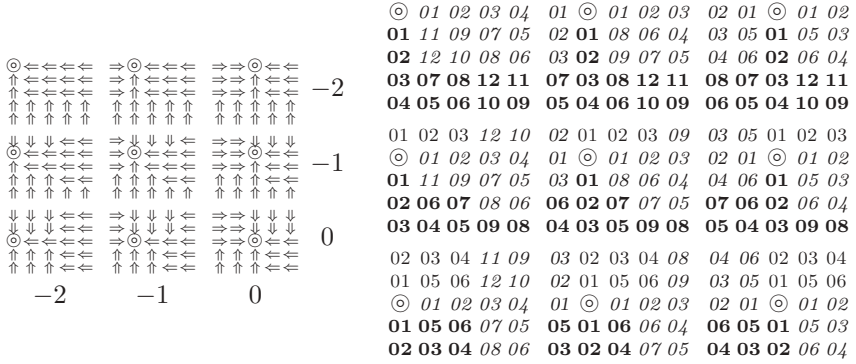 ⊚ ⇐ ⇐ ⇐ ⇐ ⇒ ⊚ ⇐ ⇐ ⇐ ⇒ ⇒ ⊚ ⇐ ⇐
⇑ ⇐ ⇐ ⇐ ⇐ ⇒ ⇑ ⇐ ⇐ ⇐ ⇒ ⇒ ⇑ ⇐ ⇐
⇑ ⇐ ⇐ ⇐ ⇐ ⇒ ⇑ ⇐ ⇐ ⇐ ⇒ ⇒ ⇑ ⇐ ⇐
⇑ ⇑ ⇑ ⇑ ⇑ ⇑ ⇑ ⇑ ⇑ ⇑ ⇑ ⇑ ⇑ ⇑ ⇑
⇑ ⇑ ⇑ ⇑ ⇑ ⇑ ⇑ ⇑ ⇑ ⇑ ⇑ ⇑ ⇑ ⇑ ⇑
−2
⇓ ⇓ ⇓ ⇐ ⇐ ⇒ ⇓ ⇓ ⇓ ⇐ ⇒ ⇒ ⇓ ⇓ ⇓
⊚ ⇐ ⇐ ⇐ ⇐ ⇒ ⊚ ⇐ ⇐ ⇐ ⇒ ⇒ ⊚ ⇐ ⇐
⇑ ⇐ ⇐ ⇐ ⇐ ⇒ ⇑ ⇐ ⇐ ⇐ ⇒ ⇒ ⇑ ⇐ ⇐
⇑ ⇑ ⇑ ⇐ ⇐ ⇑ ⇑ ⇑ ⇐ ⇐ ⇑ ⇑ ⇑ ⇐ ⇐
⇑ ⇑ ⇑ ⇑ ⇑ ⇑ ⇑ ⇑ ⇑ ⇑ ⇑ ⇑ ⇑ ⇑ ⇑
−1
⇓ ⇓ ⇓ ⇐ ⇐ ⇒ ⇓ ⇓ ⇓ ⇐ ⇒ ⇒ ⇓ ⇓ ⇓
⇓ ⇓ ⇓ ⇐ ⇐ ⇒ ⇓ ⇓ ⇓ ⇐ ⇒ ⇒ ⇓ ⇓ ⇓
⊚ ⇐ ⇐ ⇐ ⇐ ⇒ ⊚ ⇐ ⇐ ⇐ ⇒ ⇒ ⊚ ⇐ ⇐
⇑ ⇑ ⇑ ⇐ ⇐ ⇑ ⇑ ⇑ ⇐ ⇐ ⇑ ⇑ ⇑ ⇐ ⇐
⇑ ⇑ ⇑ ⇐ ⇐ ⇑ ⇑ ⇑ ⇐ ⇐ ⇑ ⇑ ⇑ ⇐ ⇐
0
−2 −1 0
⊚ 01 02 03 04 01 ⊚ 01 02 03 02 01 ⊚ 01 02
01 11 09 07 05 02 01 08 06 04 03 05 01 05 03
02 12 10 08 06 03 02 09 07 05 04 06 02 06 04
03 07 08 12 11 07 03 08 12 11 08 07 03 12 11
04 05 06 10 09 05 04 06 10 09 06 05 04 10 09
01 02 03 12 10 02 01 02 03 09 03 05 01 02 03
⊚ 01 02 03 04 01 ⊚ 01 02 03 02 01 ⊚ 01 02
01 11 09 07 05 03 01 08 06 04 04 06 01 05 03
02 06 07 08 06 06 02 07 07 05 07 06 02 06 04
03 04 05 09 08 04 03 05 09 08 05 04 03 09 08
02 03 04 11 09 03 02 03 04 08 04 06 02 03 04
01 05 06 12 10 02 01 05 06 09 03 05 01 05 06
⊚ 01 02 03 04 01 ⊚ 01 02 03 02 01 ⊚ 01 02
01 05 06 07 05 05 01 06 06 04 06 05 01 05 03
02 03 04 08 06 03 02 04 07 05 04 03 02 06 04